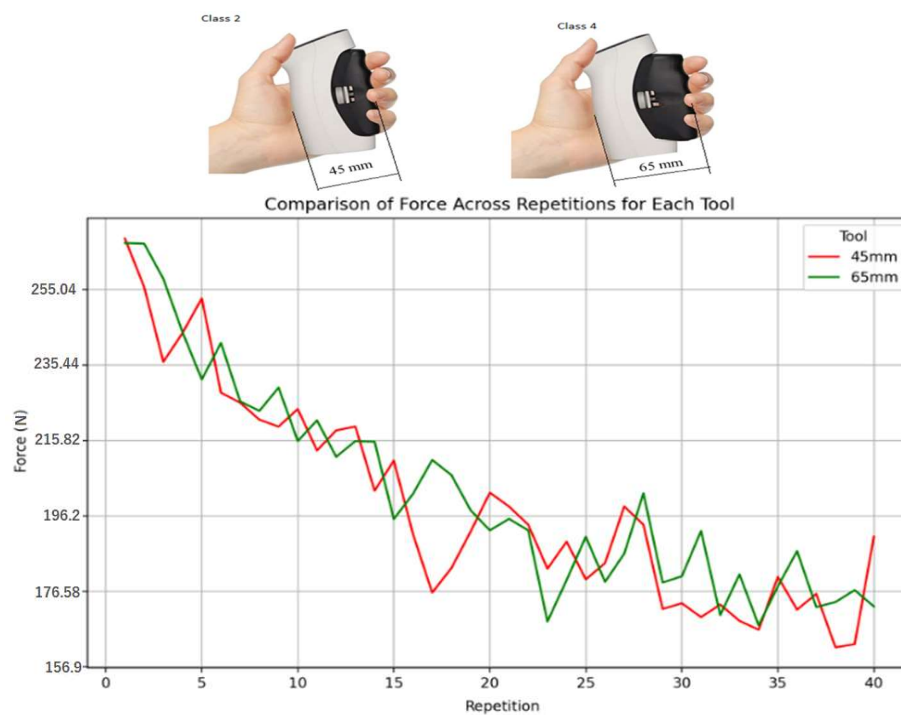 Class 2
Class 4
45 mm
65 mm
Comparison of Force Across Repetitions for Each Tool
Tool
45mm
65mm
255.04
235.44
215.82
196.2
176.58
156.9
Force (N)
0 5 10 15 20 25 30 35 40
Repetition